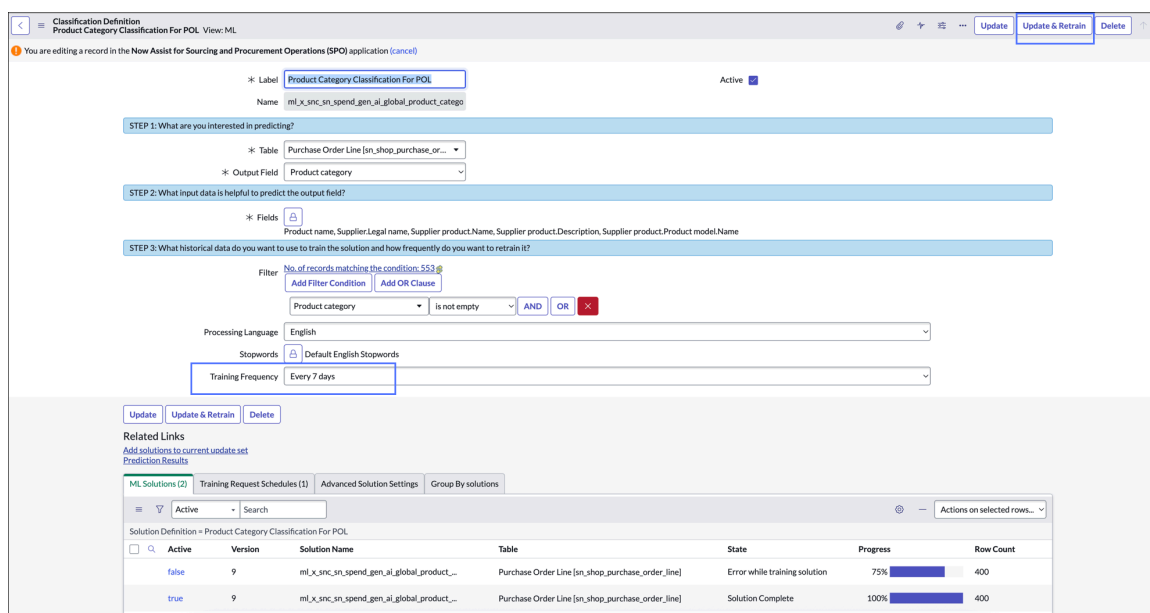 Classification Definition
Product Category Classification For POL View: ML
Update
Update & Retrain
Delete
You are editing a record in the Now Assist for Sourcing and Procurement Operations (SPO) application (cancel)
* Label Product Category Classification For POL
Active
Name ml_x_snc_sn_spend_gen_ai_global_product_catego
STEP 1: What are you interested in predicting?
* Table Purchase Order Line [sn_shop_purchase_or...
* Output Field Product category
STEP 2: What input data is helpful to predict the output field?
* Fields
Product name, Supplier.Legal name, Supplier product.Name, Supplier product.Description, Supplier product.Product model.Name
STEP 3: What historical data do you want to use to train the solution and how frequently do you want to retrain it?
Filter No. of records matching the condition: 553
Add Filter Condition Add OR Clause
Product category is not empty AND OR
Processing Language English
Stopwords Default English Stopwords
Training Frequency Every 7 days
Update Update & Retrain Delete
Related Links
Add solutions to current update set
Prediction Results
ML Solutions (2) Training Request Schedules (1) Advanced Solution Settings Group By solutions
Active Search Actions on selected rows...
Solution Definition = Product Category Classification For POL
Active Version Solution Name Table State Progress Row Count
false 9 ml_x_snc_sn_spend_gen_ai_global_product_... Purchase Order Line [sn_shop_purchase_order_line] Error while training solution 75% 400
true 9 ml_x_snc_sn_spend_gen_ai_global_product_... Purchase Order Line [sn_shop_purchase_order_line] Solution Complete 100% 400